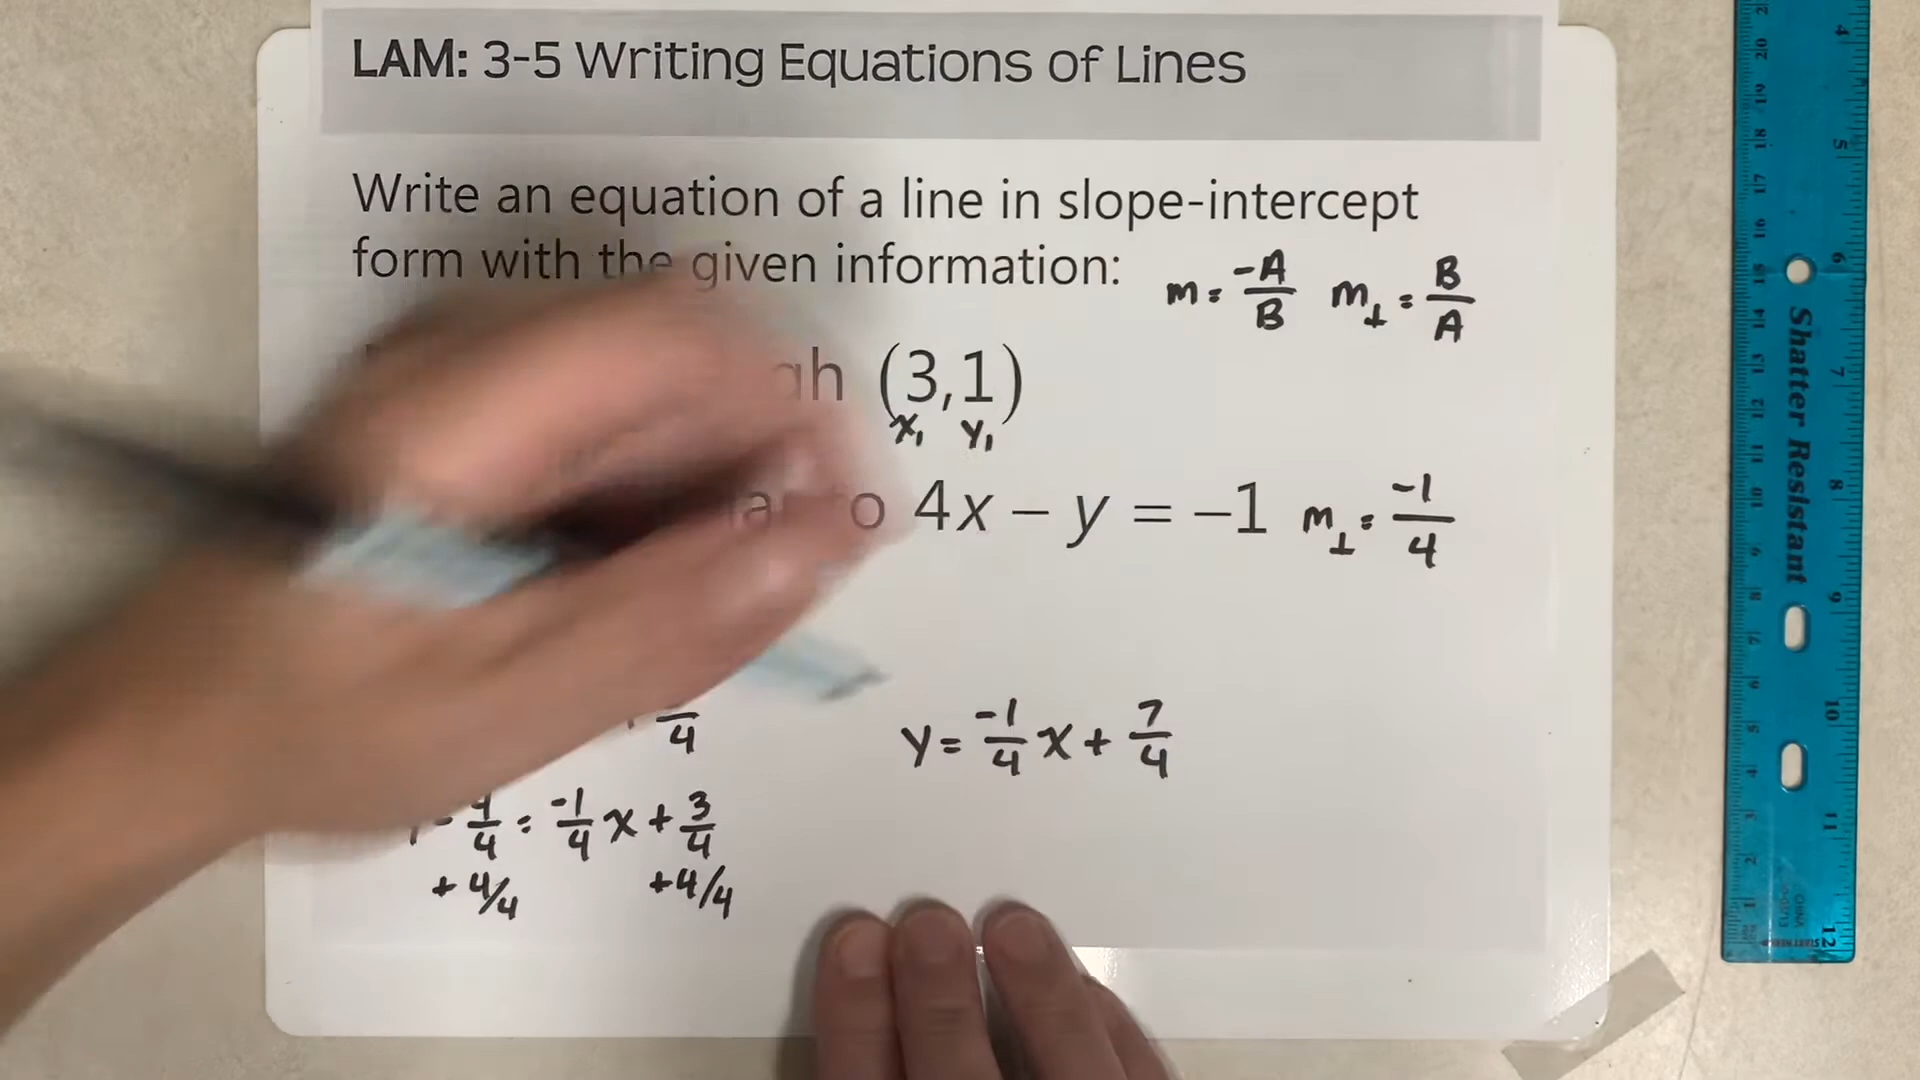 LAM: 3-5 Writing Equations of Lines
Write an equation of a line in slope-intercept
form with the given information:
m = -A/B m⊥ = B/A
(3,1)
x₁ y₁
4x – y = –1 m⊥ = -1/4
4
y = -1/4 x + 7/4
4/4 = -1/4 x + 3/4
+ 4/4 +4/4
Shatter Resistant